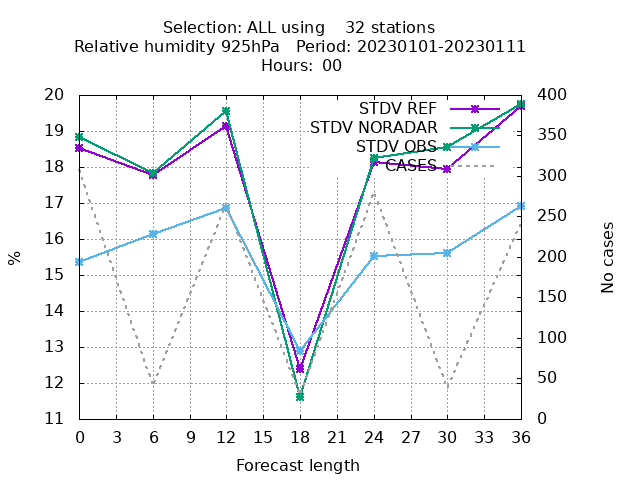 Selection: ALL using    32 stations
Relative humidity 925hPa   Period: 20230101-20230111
Hours: 00
STDV REF
STDV NORADAR
STDV OBS
CASES
20
19
18
17
16
15
14
13
12
11
%
400
350
300
250
200
150
100
50
0
No cases
0 3 6 9 12 15 18 21 24 27 30 33 36
Forecast length